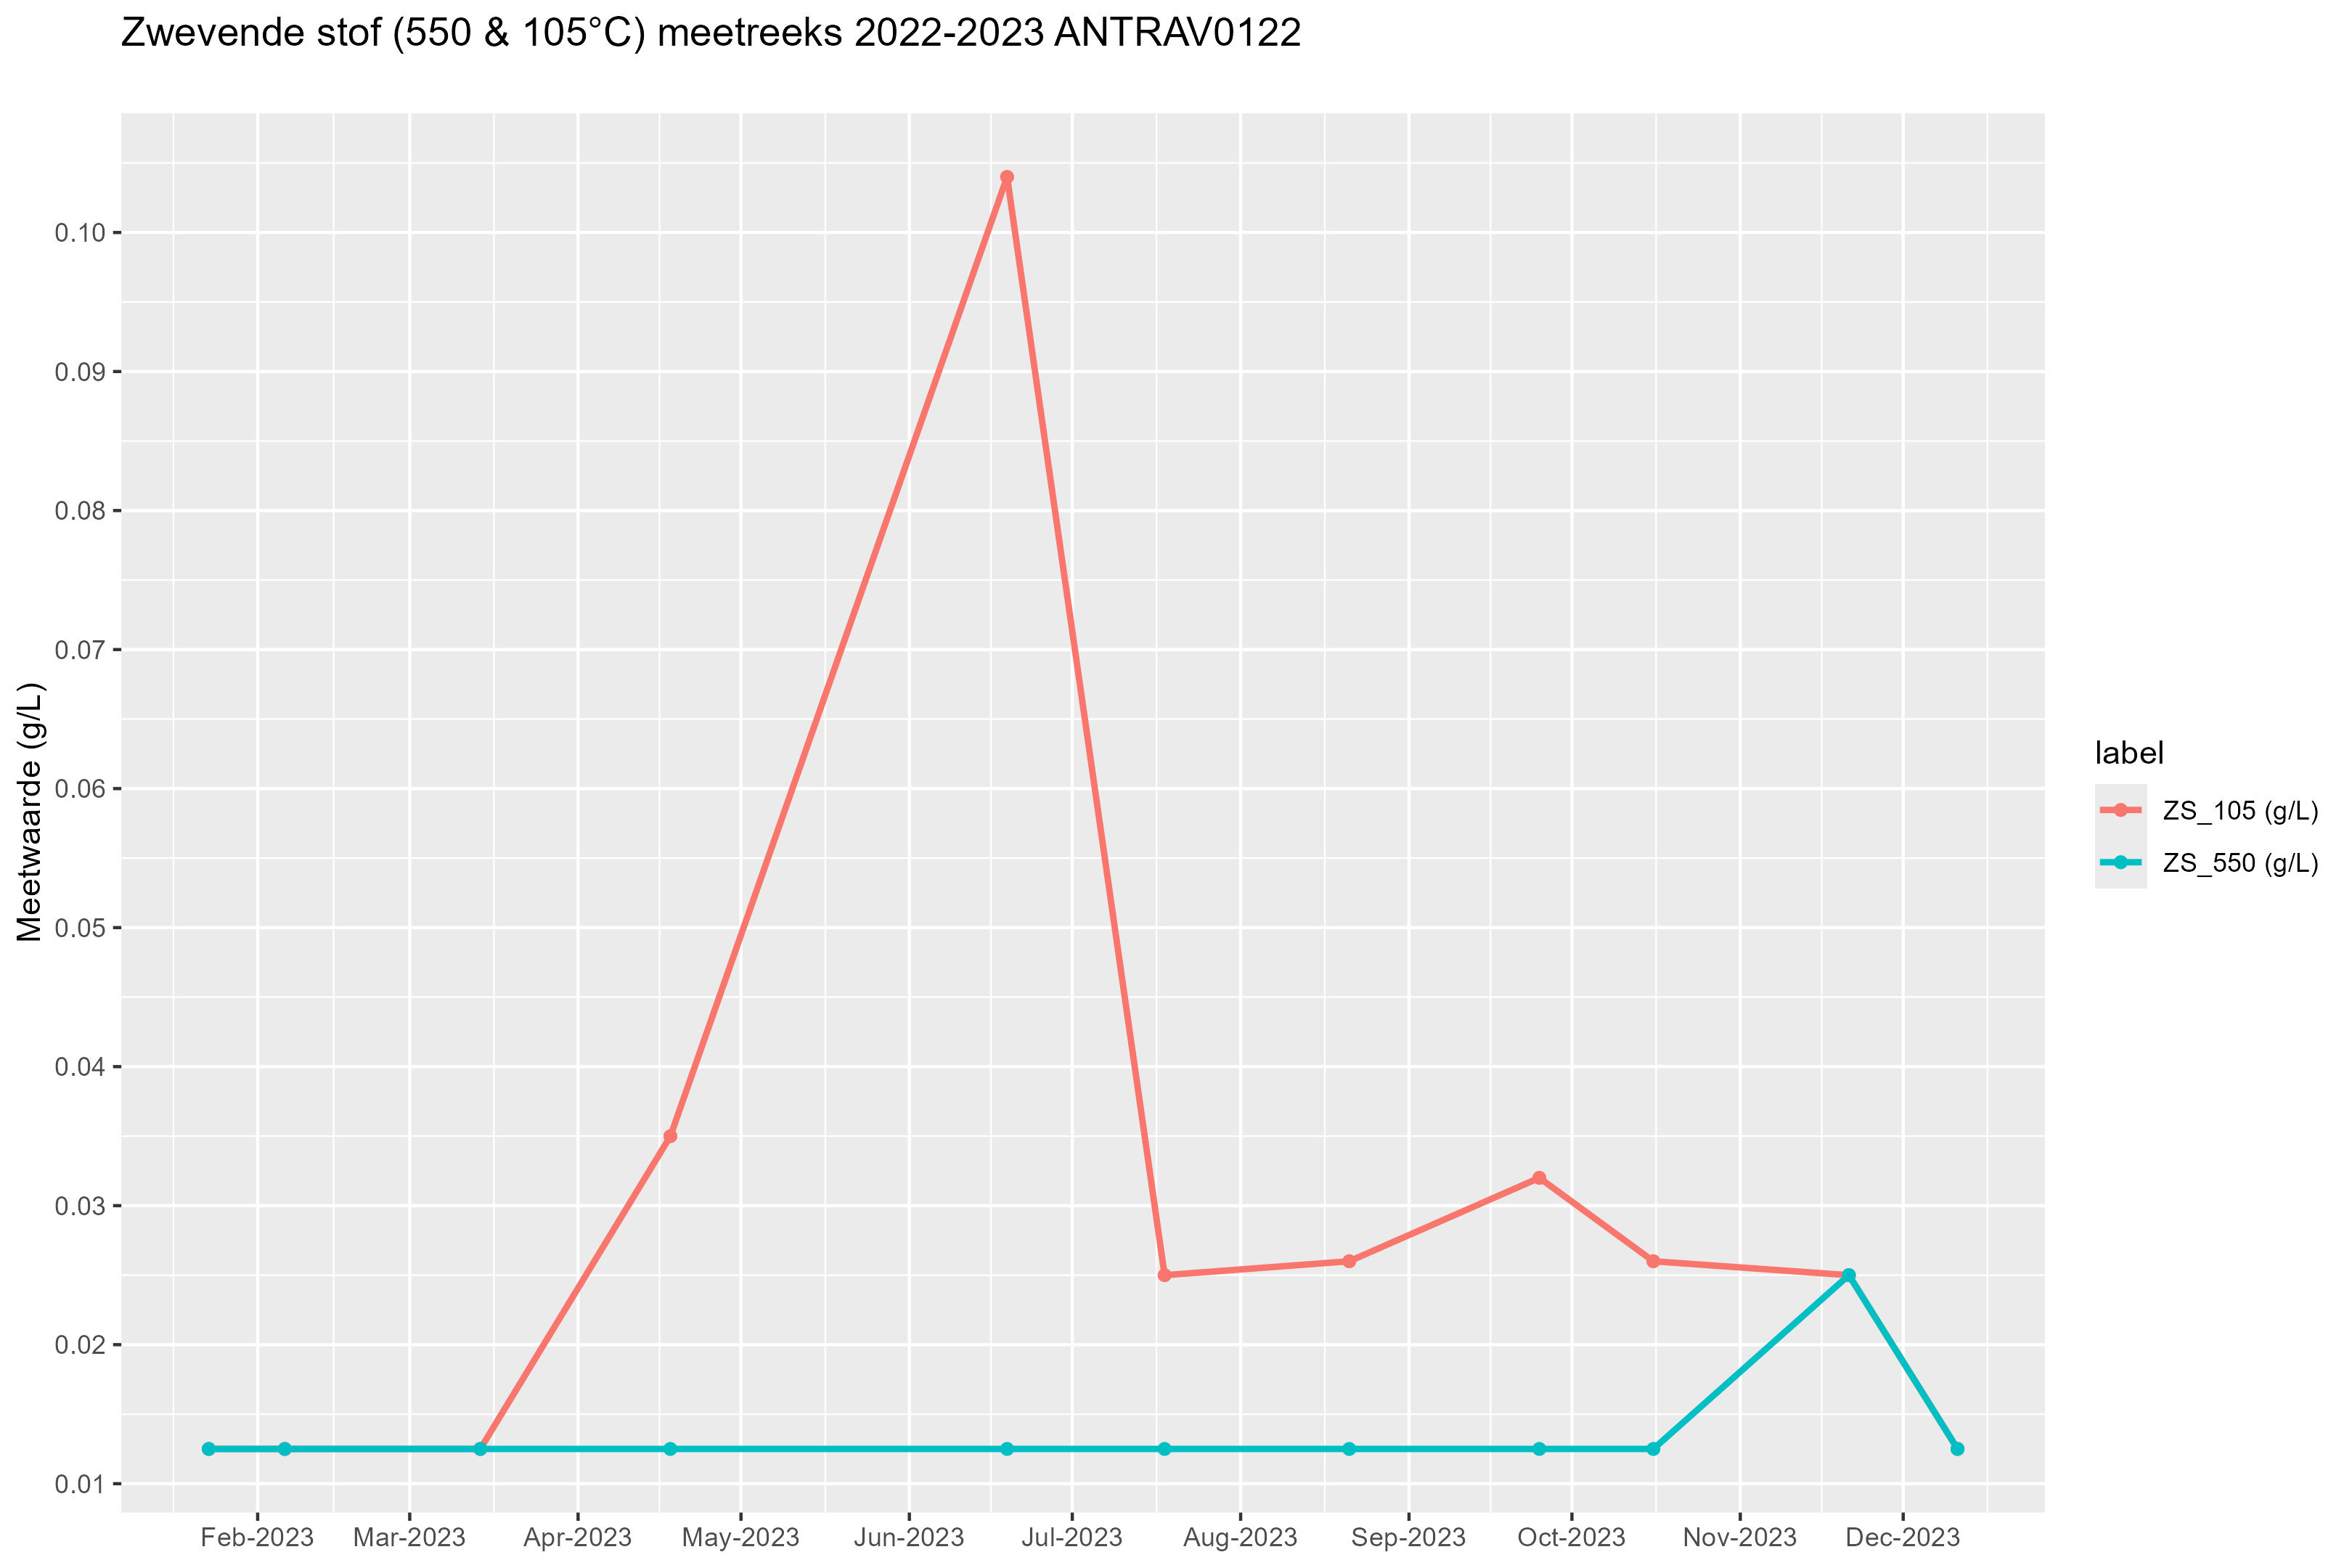 Zwevende stof (550 & 105°C) meetreeks 2022-2023 ANTRAV0122
Meetwaarde (g/L)
0.10
0.09
0.08
0.07
0.06
0.05
0.04
0.03
0.02
0.01
Feb-2023 Mar-2023 Apr-2023 May-2023 Jun-2023 Jul-2023 Aug-2023 Sep-2023 Oct-2023 Nov-2023 Dec-2023
label
ZS_105 (g/L)
ZS_550 (g/L)